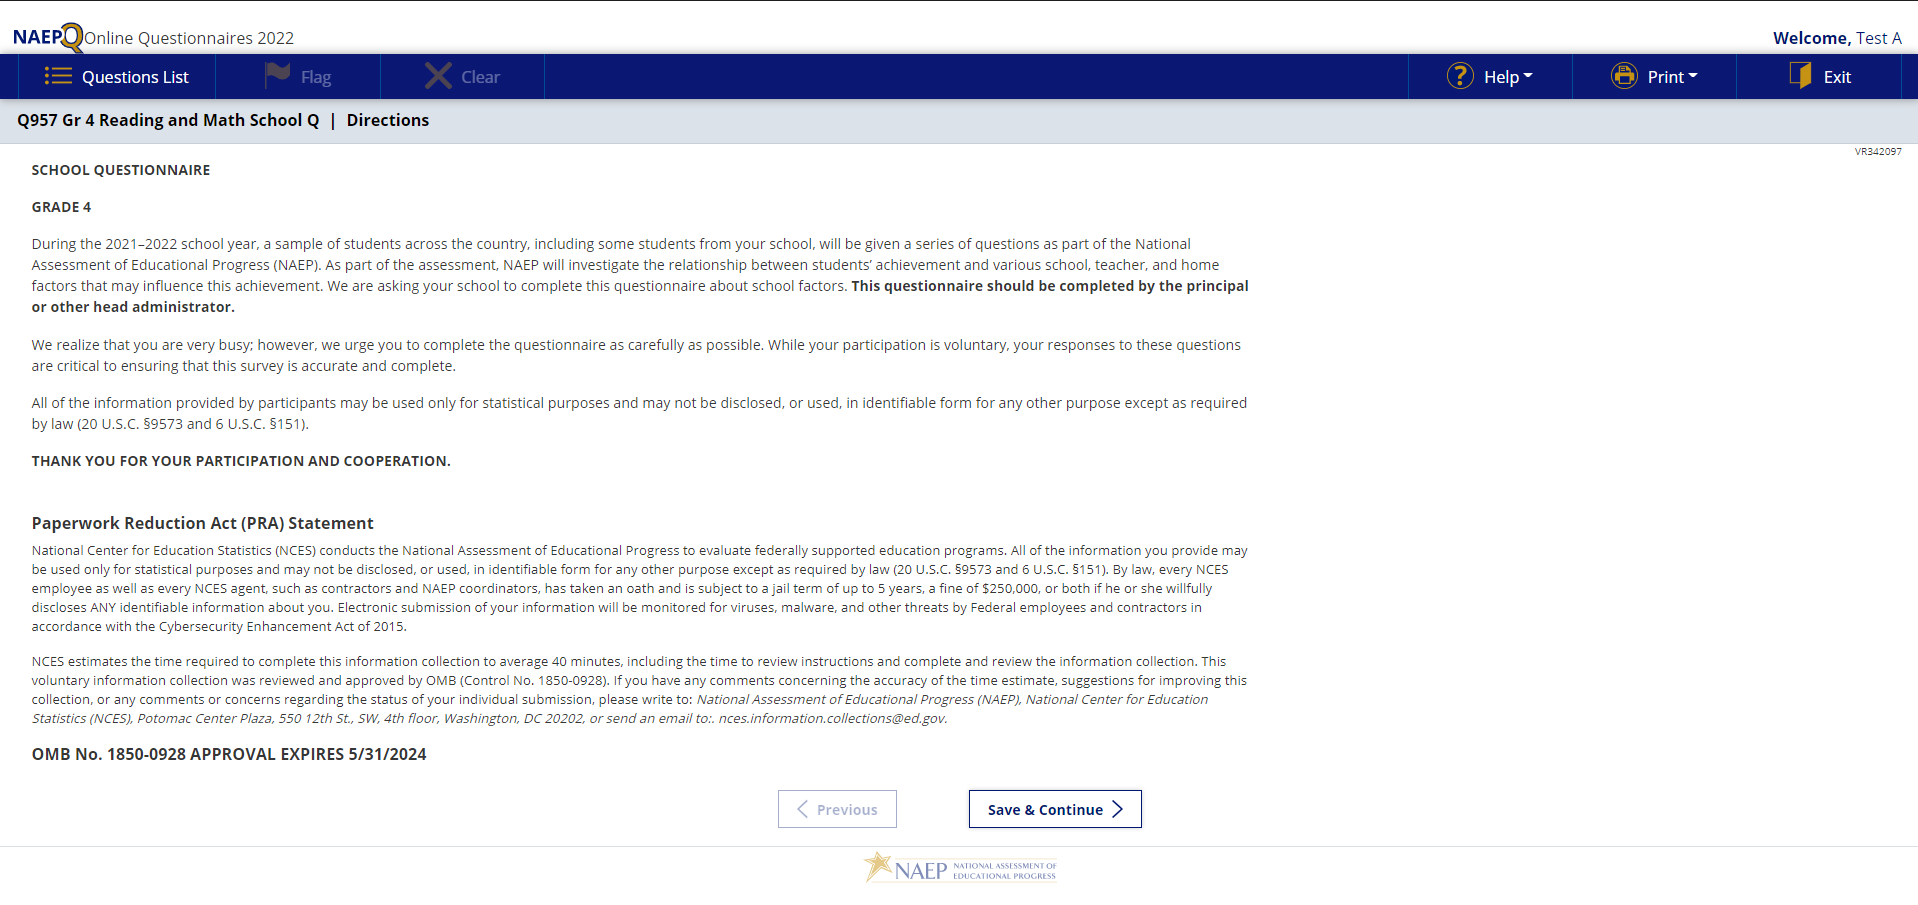 NAEPQ Online Questionnaires 2022
Welcome, Test A
Questions List
Flag
Clear
Help
Print
Exit
Q957 Gr 4 Reading and Math School Q | Directions
VR342097
SCHOOL QUESTIONNAIRE
GRADE 4
During the 2021–2022 school year, a sample of students across the country, including some students from your school, will be given a series of questions as part of the National
Assessment of Educational Progress (NAEP). As part of the assessment, NAEP will investigate the relationship between students’ achievement and various school, teacher, and home
factors that may influence this achievement. We are asking your school to complete this questionnaire about school factors. This questionnaire should be completed by the principal
or other head administrator.
We realize that you are very busy; however, we urge you to complete the questionnaire as carefully as possible. While your participation is voluntary, your responses to these questions
are critical to ensuring that this survey is accurate and complete.
All of the information provided by participants may be used only for statistical purposes and may not be disclosed, or used, in identifiable form for any other purpose except as required
by law (20 U.S.C. §9573 and 6 U.S.C. §151).
THANK YOU FOR YOUR PARTICIPATION AND COOPERATION.
Paperwork Reduction Act (PRA) Statement
National Center for Education Statistics (NCES) conducts the National Assessment of Educational Progress to evaluate federally supported education programs. All of the information you provide may
be used only for statistical purposes and may not be disclosed, or used, in identifiable form for any other purpose except as required by law (20 U.S.C. §9573 and 6 U.S.C. §151). By law, every NCES
employee as well as every NCES agent, such as contractors and NAEP coordinators, has taken an oath and is subject to a jail term of up to 5 years, a fine of $250,000, or both if he or she willfully
discloses ANY identifiable information about you. Electronic submission of your information will be monitored for viruses, malware, and other threats by Federal employees and contractors in
accordance with the Cybersecurity Enhancement Act of 2015.
NCES estimates the time required to complete this information collection to average 40 minutes, including the time to review instructions and complete and review the information collection. This
voluntary information collection was reviewed and approved by OMB (Control No. 1850-0928). If you have any comments concerning the accuracy of the time estimate, suggestions for improving this
collection, or any comments or concerns regarding the status of your individual submission, please write to: National Assessment of Educational Progress (NAEP), National Center for Education
Statistics (NCES), Potomac Center Plaza, 550 12th St., SW, 4th floor, Washington, DC 20202, or send an email to:. nces.information.collections@ed.gov.
OMB No. 1850-0928 APPROVAL EXPIRES 5/31/2024
Previous
Save & Continue
NAEP NATIONAL ASSESSMENT OF
EDUCATIONAL PROGRESS